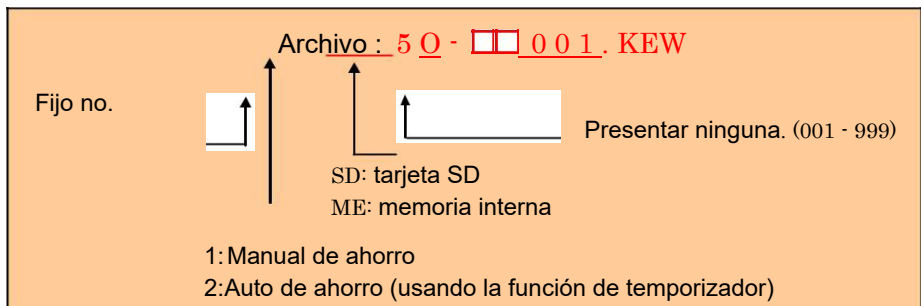 Archivo : 5 O - □□ 0 0 1 . KEW
Fijo no.
Presentar ninguna. (001 - 999)
SD: tarjeta SD
ME: memoria interna
1: Manual de ahorro
2:Auto de ahorro (usando la función de temporizador)